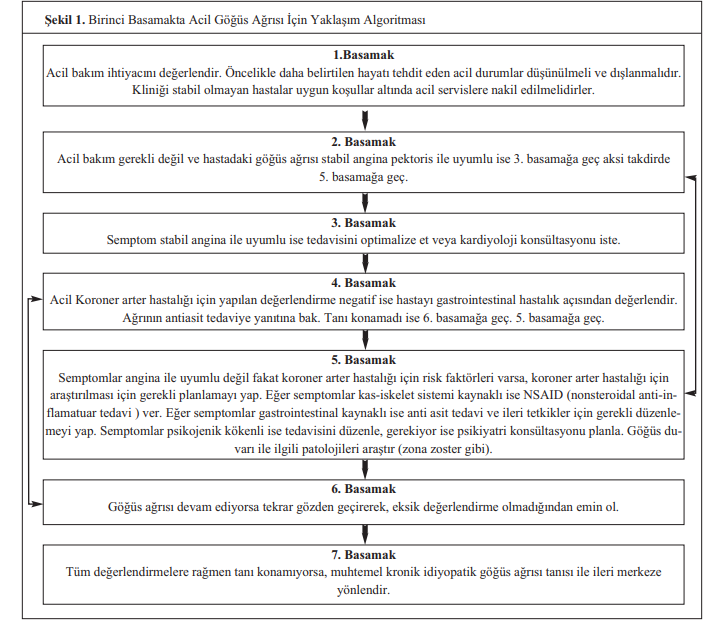 Şekil 1. Birinci Basamakta Acil Göğüs Ağrısı İçin Yaklaşım Algoritması
1.Basamak
Acil bakım ihtiyacını değerlendir. Öncelikle daha belirtilen hayatı tehdit eden acil durumlar düşünülmeli ve dışlanmalıdır.
Kliniği stabil olmayan hastalar uygun koşullar altında acil servislere nakil edilmelidirler.
2. Basamak
Acil bakım gerekli değil ve hastadaki göğüs ağrısı stabil angina pektoris ile uyumlu ise 3. basamağa geç aksi takdirde
5. basamağa geç.
3. Basamak
Semptom stabil angina ile uyumlu ise tedavisini optimalize et veya kardiyoloji konsültasyonu iste.
4. Basamak
Acil Koroner arter hastalığı için yapılan değerlendirme negatif ise hastayı gastrointestinal hastalık açısından değerlendir.
Ağrının antiasit tedaviye yanıtına bak. Tanı konamadı ise 6. basamağa geç. 5. basamağa geç.
5. Basamak
Semptomlar angina ile uyumlu değil fakat koroner arter hastalığı için risk faktörleri varsa, koroner arter hastalığı için
araştırılması için gerekli planlamayı yap. Eğer semptomlar kas-iskelet sistemi kaynaklı ise NSAID (nonsteroidal anti-in-
flamatuar tedavi ) ver. Eğer semptomlar gastrointestinal kaynaklı ise anti asit tedavi ve ileri tetkikler için gerekli düzenle-
meyi yap. Semptomlar psikojenik kökenli ise tedavisini düzenle, gerekiyor ise psikiyatri konsültasyonu planla. Göğüs du-
varı ile ilgili patolojileri araştır (zona zoster gibi).
6. Basamak
Göğüs ağrısı devam ediyorsa tekrar gözden geçirerek, eksik değerlendirme olmadığından emin ol.
7. Basamak
Tüm değerlendirmelere rağmen tanı konamıyorsa, muhtemel kronik idiyopatik göğüs ağrısı tanısı ile ileri merkeze
yönlendir.